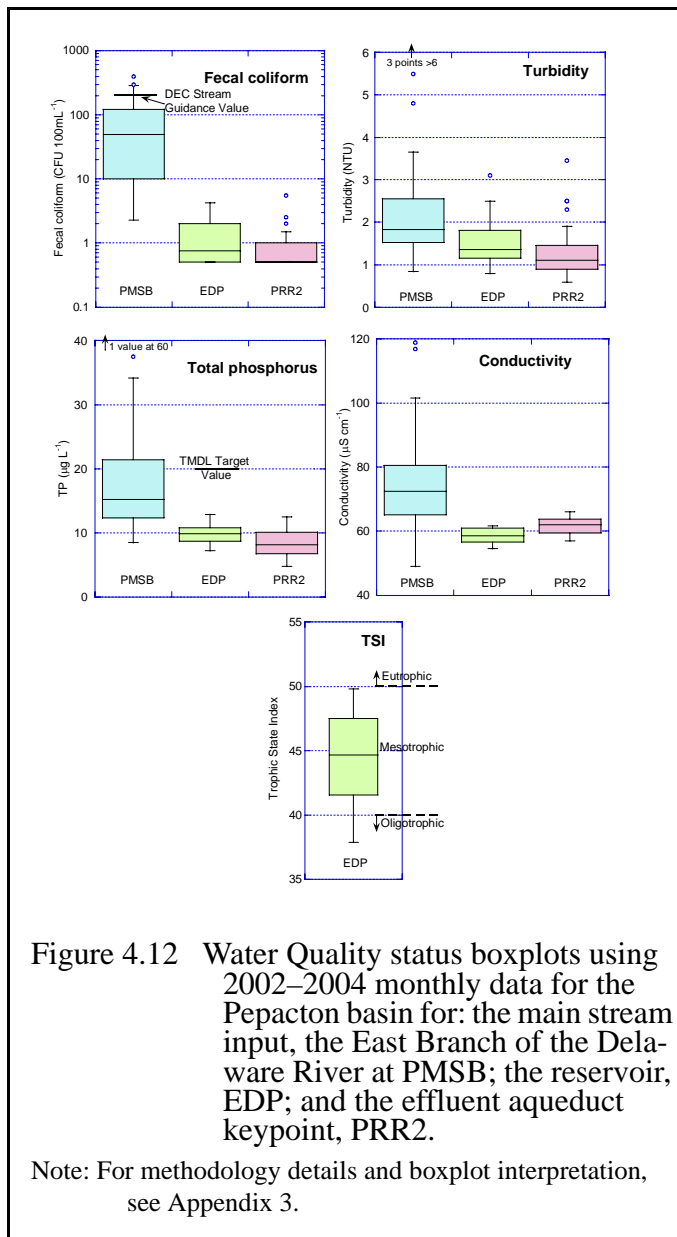 Fecal coliform
DEC Stream
Guidance Value
Fecal coliform (CFU 100mL⁻¹)
1000
100
10
1
0.1
PMSB EDP PRR2
3 points >6
Turbidity
Turbidity (NTU)
6
5
4
3
2
1
0
PMSB EDP PRR2
1 value at 60
Total phosphorus
TMDL Target
Value
TP (μg L⁻¹)
40
30
20
10
0
PMSB EDP PRR2
Conductivity
Conductivity (μS cm⁻¹)
120
100
80
60
40
PMSB EDP PRR2
TSI
Eutrophic
Mesotrophic
Oligotrophic
Trophic State Index
55
50
45
40
35
EDP
Figure 4.12 Water Quality status boxplots using
2002–2004 monthly data for the
Pepacton basin for: the main stream
input, the East Branch of the Dela-
ware River at PMSB; the reservoir,
EDP; and the effluent aqueduct
keypoint, PRR2.
Note: For methodology details and boxplot interpretation,
see Appendix 3.